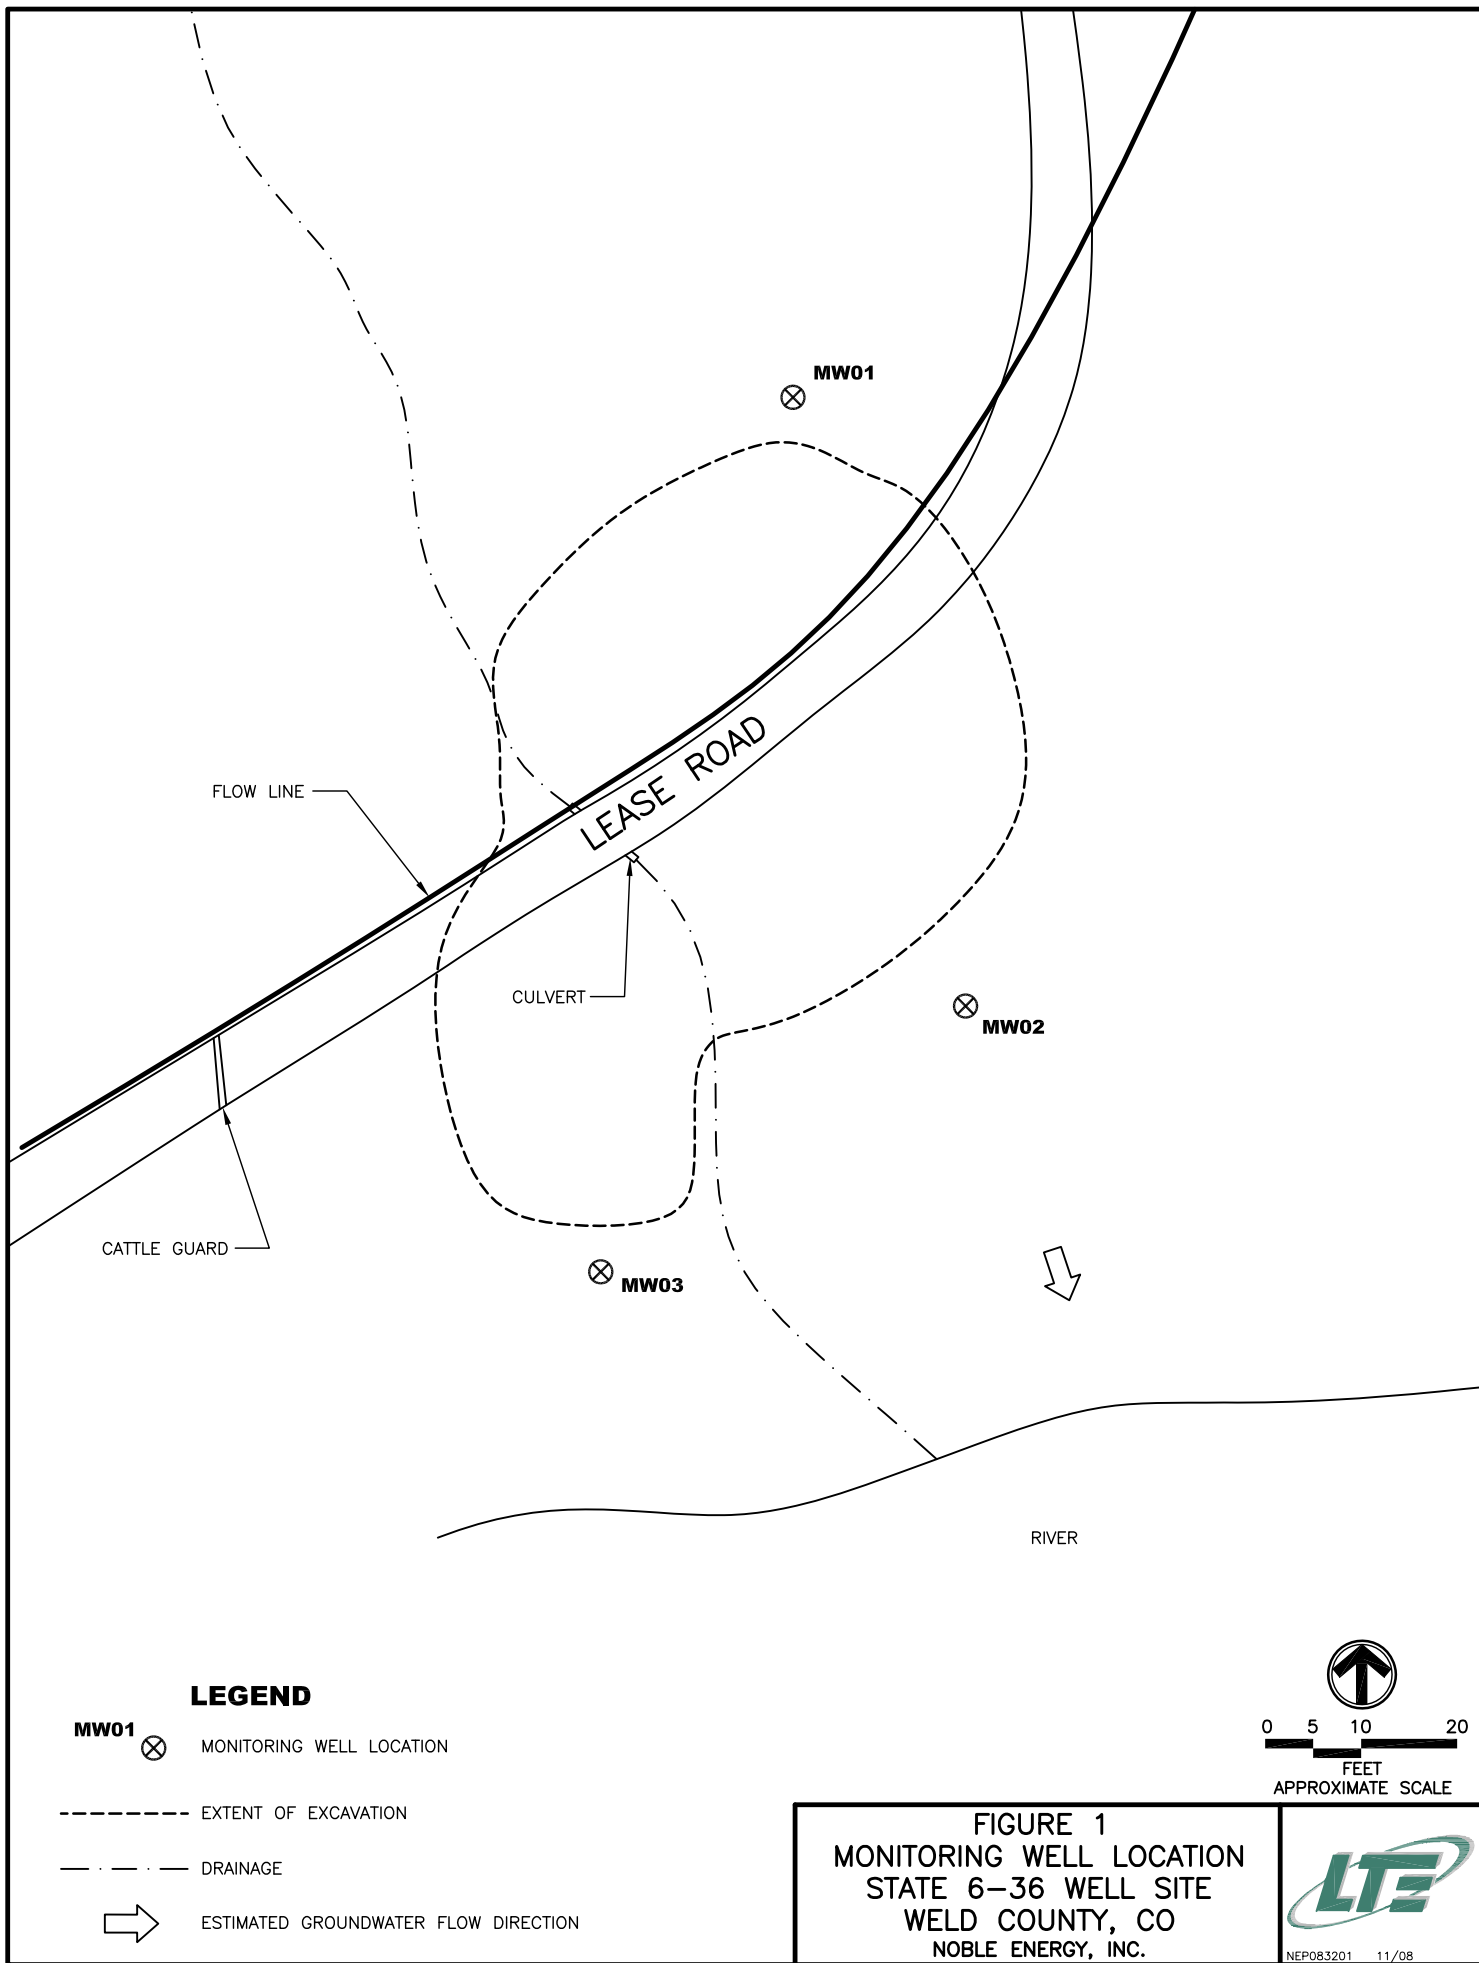 MW01
LEASE ROAD
FLOW LINE
CULVERT
MW02
CATTLE GUARD
MW03
RIVER
LEGEND
MW01
MONITORING WELL LOCATION
EXTENT OF EXCAVATION
DRAINAGE
ESTIMATED GROUNDWATER FLOW DIRECTION
0 5 10 20
FEET
APPROXIMATE SCALE
FIGURE 1
MONITORING WELL LOCATION
STATE 6-36 WELL SITE
WELD COUNTY, CO
NOBLE ENERGY, INC.
LTE
NEP083201 11/08